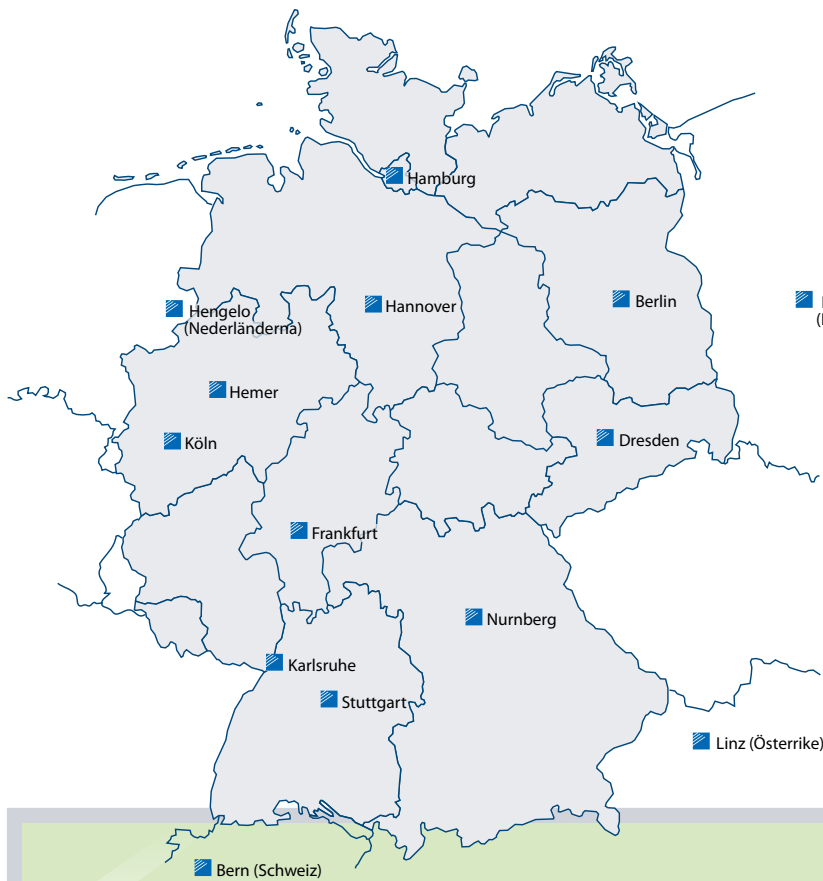 Hamburg
Hengelo
(Nederländerna)
Hannover
Berlin
Hemer
Köln
Dresden
Frankfurt
Nurnberg
Karlsruhe
Stuttgart
Linz (Österrike)
Bern (Schweiz)